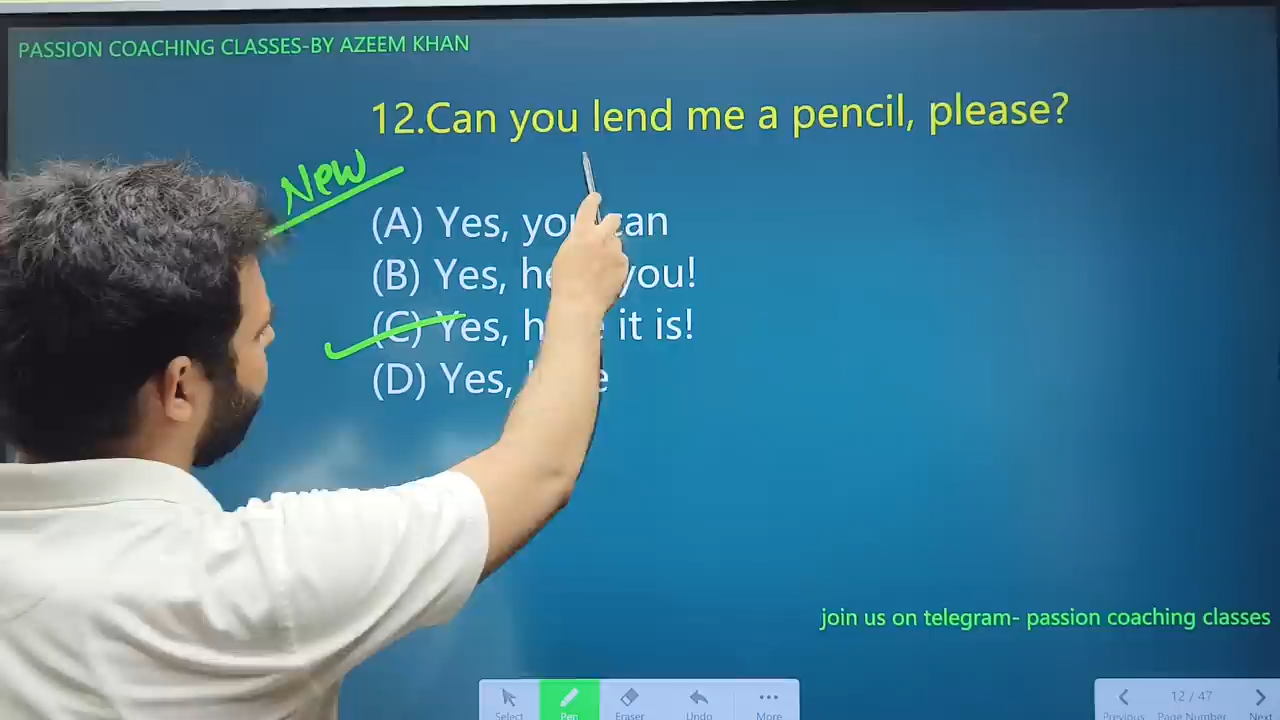 PASSION COACHING CLASSES-BY AZEEM KHAN
12.Can you lend me a pencil, please?
New
(A) Yes, you can
(B) Yes, you!
(C) Yes, it is!
(D) Yes,
join us on telegram- passion coaching classes
Select Pen Eraser Undo More
12 / 47
Previous Page Number Next